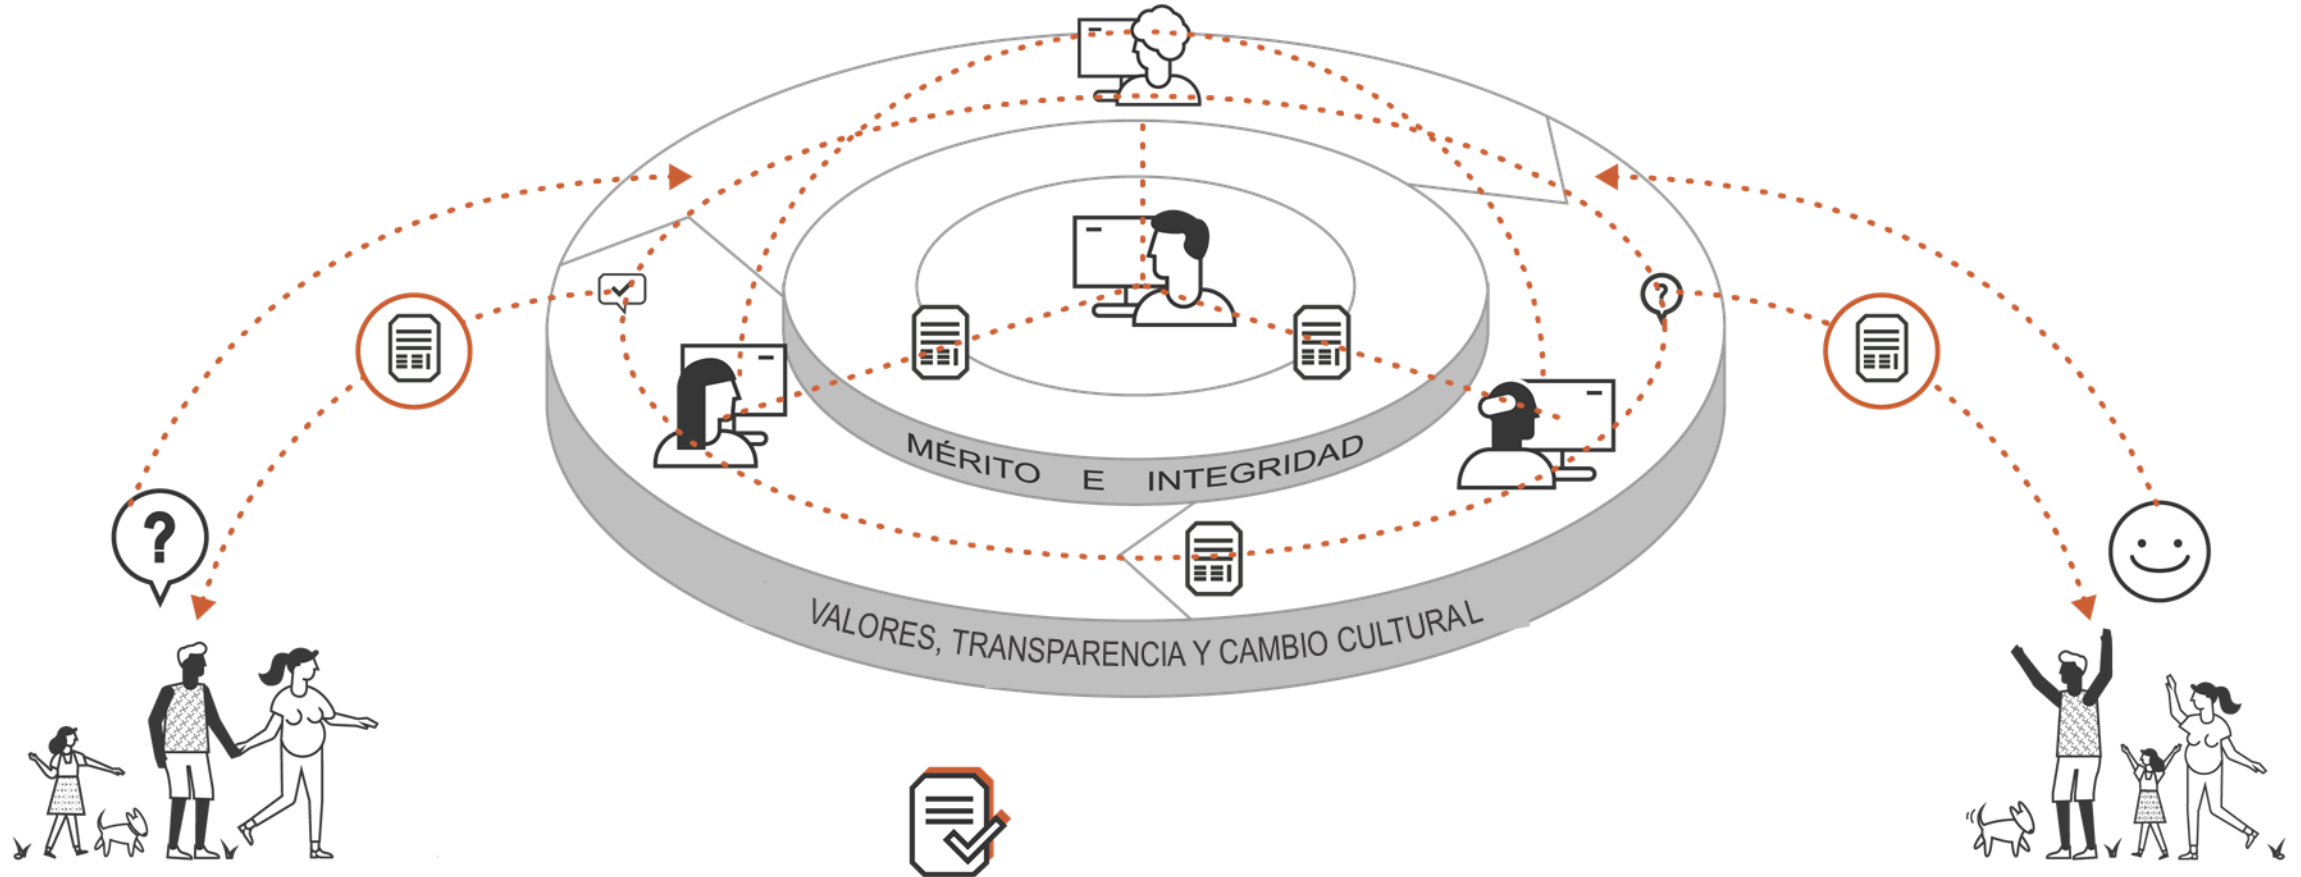 ?
?
MÉRITO E INTEGRIDAD
VALORES, TRANSPARENCIA Y CAMBIO CULTURAL